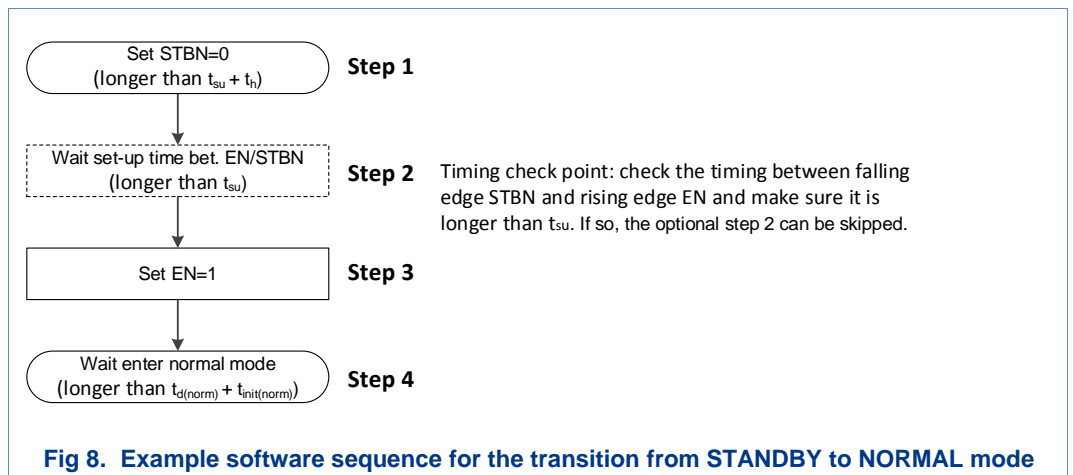 Set STBN=0
(longer than tsu + th)
Step 1
Wait set-up time bet. EN/STBN
(longer than tsu)
Step 2
Timing check point: check the timing between falling
edge STBN and rising edge EN and make sure it is
longer than tsu. If so, the optional step 2 can be skipped.
Set EN=1
Step 3
Wait enter normal mode
(longer than td(norm) + tinit(norm))
Step 4
Fig 8. Example software sequence for the transition from STANDBY to NORMAL mode